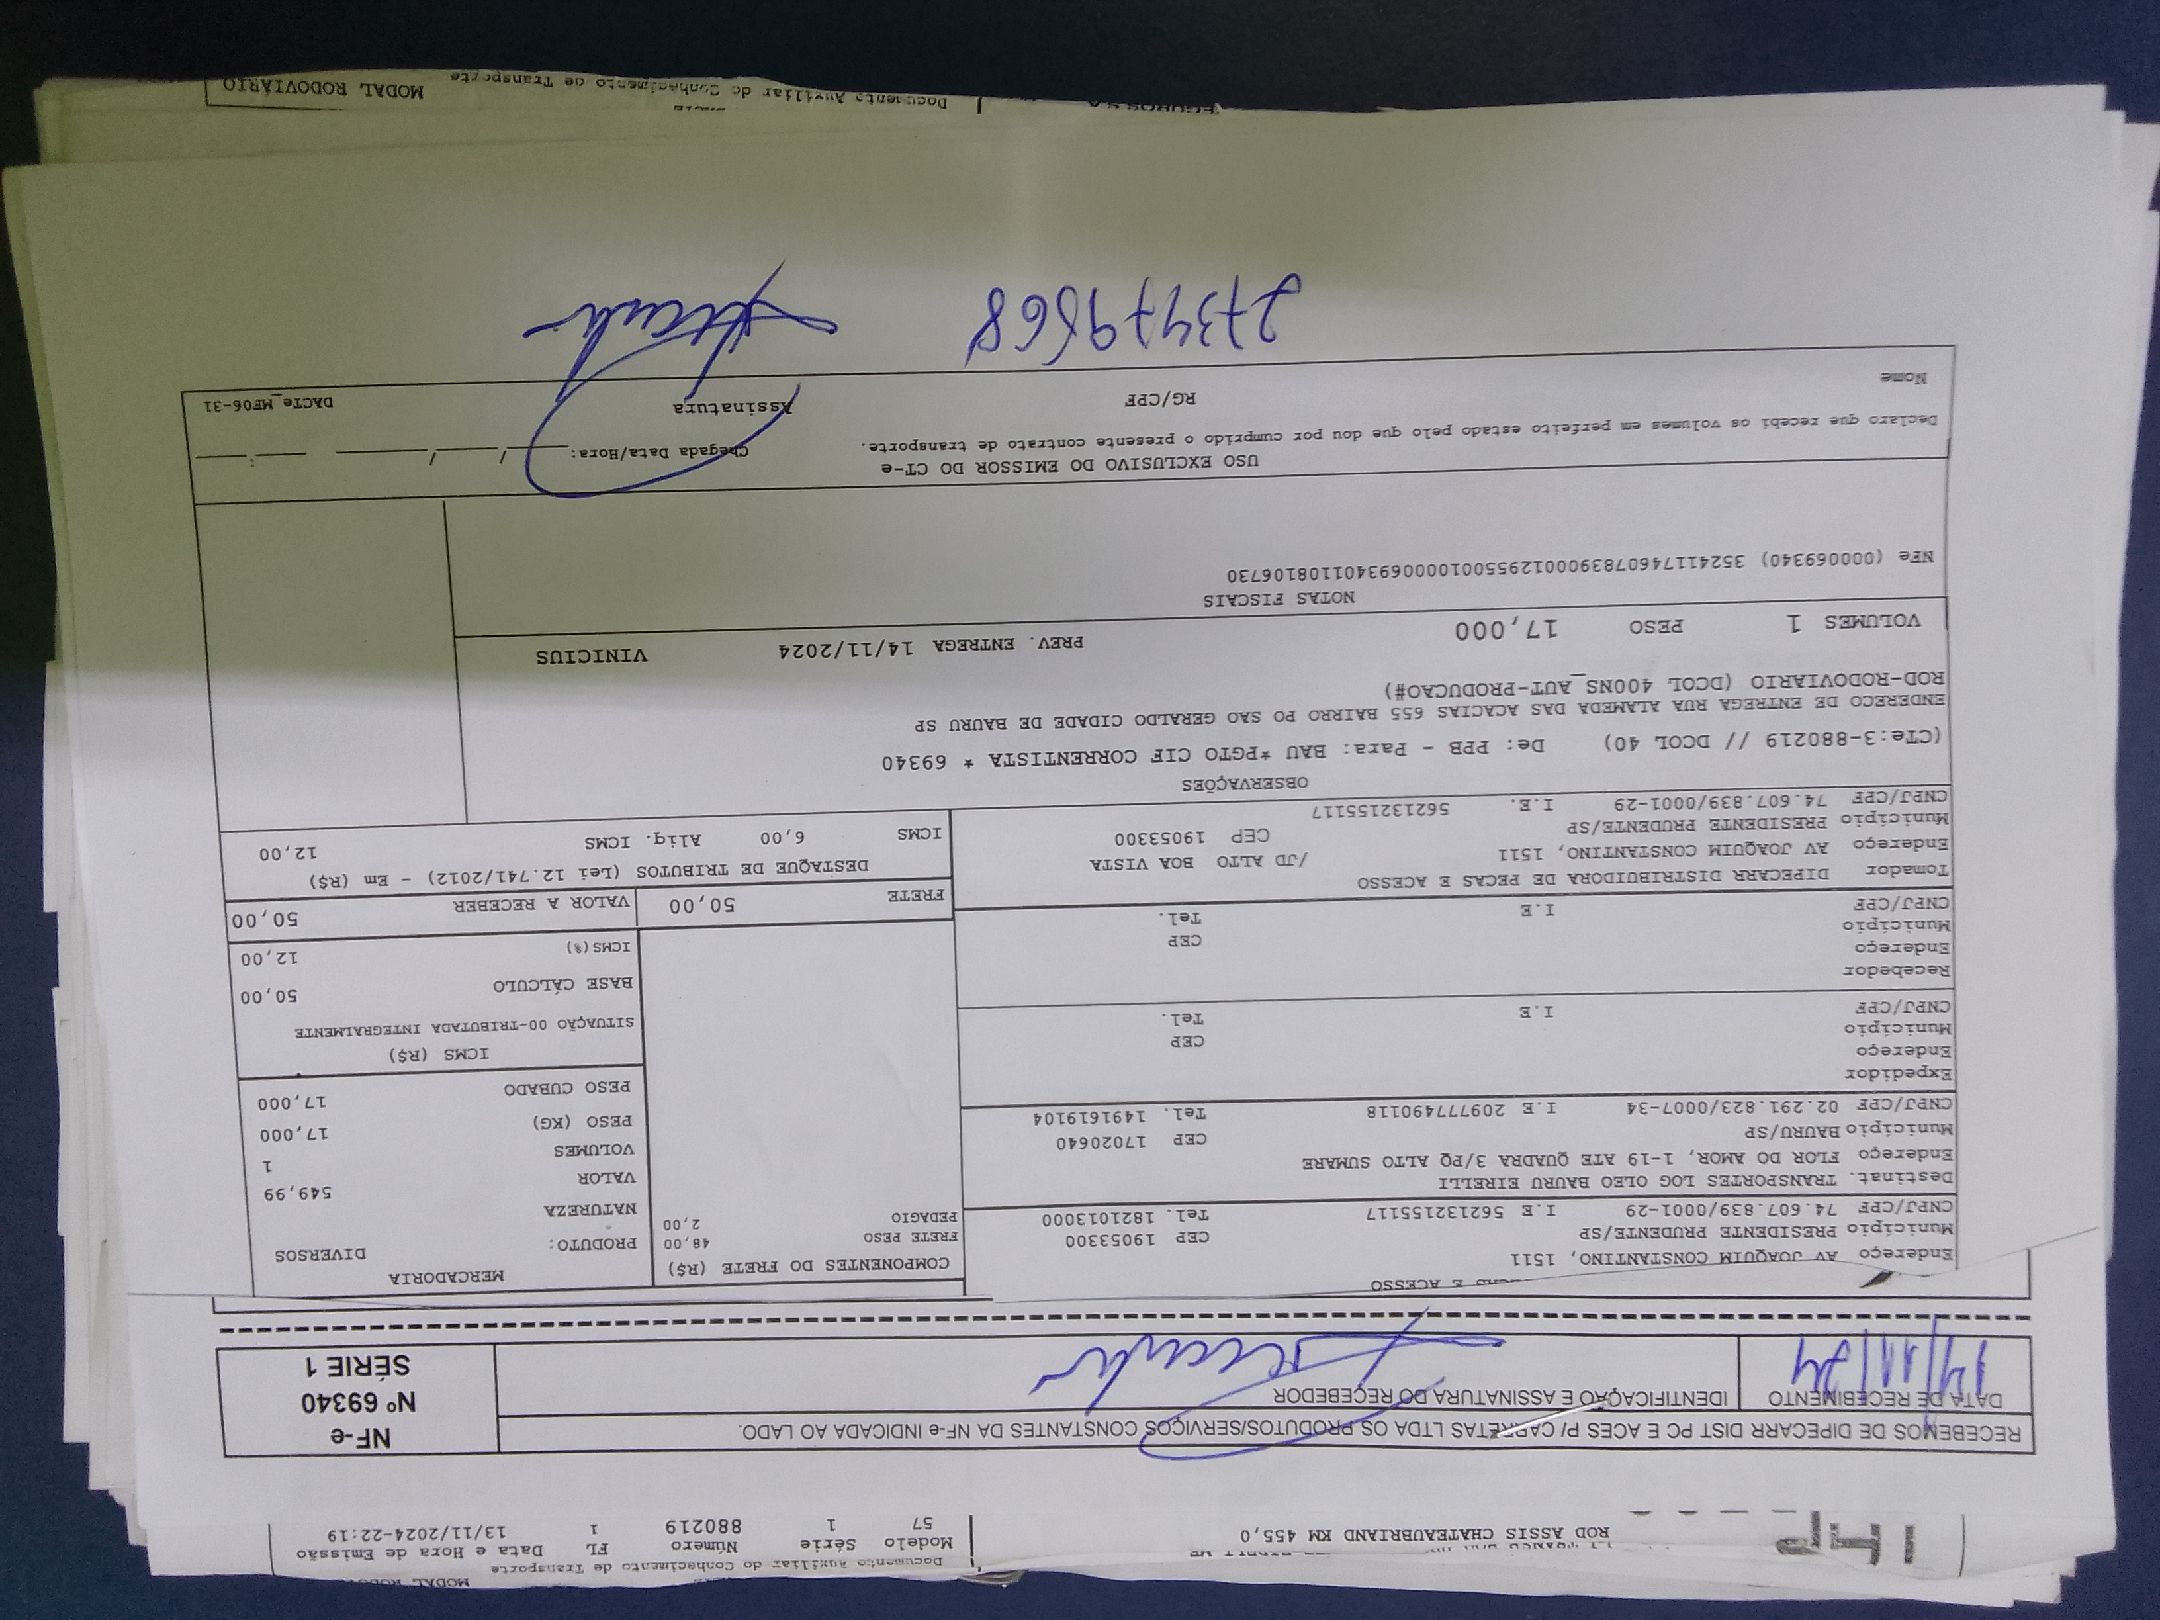 Documento Auxiliar do Conhecimento de Transporte
Modelo Série Número FL Data e Hora de Emissão
57 1 880219 1 13/11/2024-22:19
ROD ASSIS CHATEAUBRIAND KM 455,0
RECEBEMOS DE DIPECARR DIST PC E ACES P/ CARRETAS LTDA OS PRODUTOS/SERVIÇOS CONSTANTES DA NF-e INDICADA AO LADO.
DATA DE RECEBIMENTO
14/11/24
IDENTIFICAÇÃO E ASSINATURA DO RECEBEDOR
NF-e
Nº 69340
SÉRIE 1
E ACESSO
Endereço AV JOAQUIM CONSTANTINO, 1511
Município PRESIDENTE PRUDENTE/SP CEP 19053300
CNPJ/CPF 74.607.839/0001-29 I.E 562132155117 Tel. 1821013000
Destinat. TRANSPORTES LOG OLEO BAURU EIRELLI
Endereço FLOR DO AMOR, 1-19 ATE QUADRA 3/PQ ALTO SUMARE
Município BAURU/SP CEP 17020640
CNPJ/CPF 02.291.823/0007-34 I.E 209777490118 Tel. 1491619104
Expedidor
Endereço
Município CEP
CNPJ/CPF I.E Tel.
Recebedor
Endereço
Município CEP
CNPJ/CPF I.E Tel.
Tomador DIPECARR DISTRIBUIDORA DE PECAS E ACESSO
Endereço AV JOAQUIM CONSTANTINO, 1511 /JD ALTO BOA VISTA
Município PRESIDENTE PRUDENTE/SP CEP 19053300
CNPJ/CPF 74.607.839/0001-29 I.E. 562132155117
COMPONENTES DO FRETE (R$)
FRETE PESO 48,00
PEDAGIO 2,00
MERCADORIA
PRODUTO: DIVERSOS
NATUREZA
VALOR 549,99
VOLUMES 1
PESO (KG) 17,000
PESO CUBADO 17,000
ICMS (R$)
SITUAÇÃO 00-TRIBUTADA INTEGRALMENTE
BASE CÁLCULO 50,00
ICMS(%) 12,00
FRETE 50,00 VALOR A RECEBER 50,00
DESTAQUE DE TRIBUTOS (Lei 12.741/2012) - Em (R$)
ICMS 6,00 Aliq. ICMS 12,00
OBSERVAÇÕES
(CTe:3-880219 // DCOL 40) De: PPB - Para: BAU *PGTO CIF CORRENTISTA * 69340
ENDERECO DE ENTREGA RUA ALAMEDA DAS ACACIAS 655 BAIRRO PO SAO GERALDO CIDADE DE BAURU SP
ROD-RODOVIARIO (DCOL 400NS_AUT-PRODUCAO#)
VOLUMES 1 PESO 17,000 PREV. ENTREGA 14/11/2024 VINICIUS
NOTAS FISCAIS
NFe (000069340) 35241174607839000129550010000693401108106730
USO EXCLUSIVO DO EMISSOR DO CT-e
Declaro que recebi os volumes em perfeito estado pelo que dou por cumprido o presente contrato de transporte.
Chegada Data/Hora: ___/___/___ ___:___
Nome RG/CPF Assinatura DACTe_MF06-31
273479868
Documento Auxiliar do Conhecimento de Transporte
MODAL RODOVIÁRIO